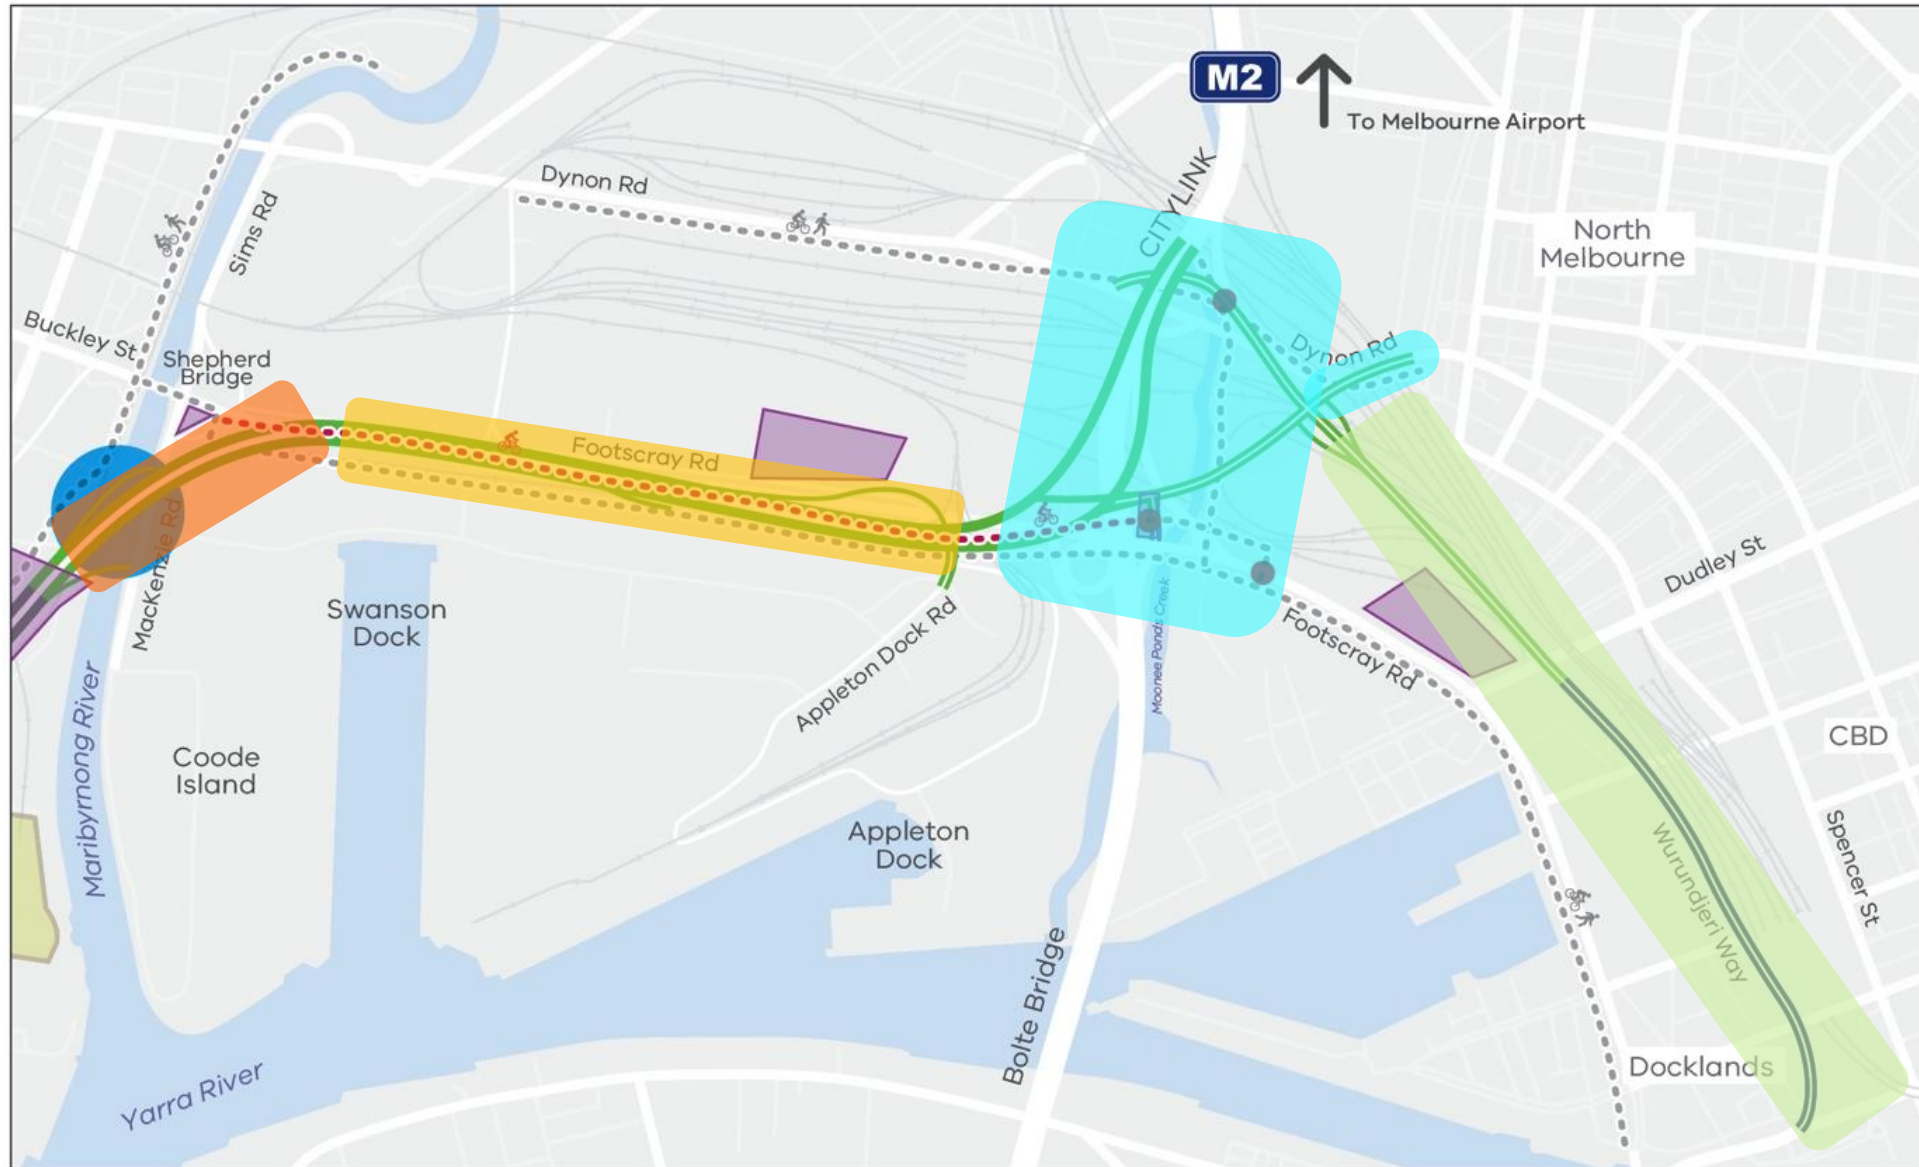 M2
To Melbourne Airport
CITYLINK
Dynon Rd
Sims Rd
North
Melbourne
Buckley St
Shepherd
Bridge
Dynon Rd
Footscray Rd
MacKenzie Rd
Swanson
Dock
Appleton Dock Rd
Moonee Ponds Creek
Footscray Rd
Dudley St
Maribyrnong River
Coode
Island
CBD
Appleton
Dock
Spencer St
Wurundjeri Way
Bolte Bridge
Docklands
Yarra River